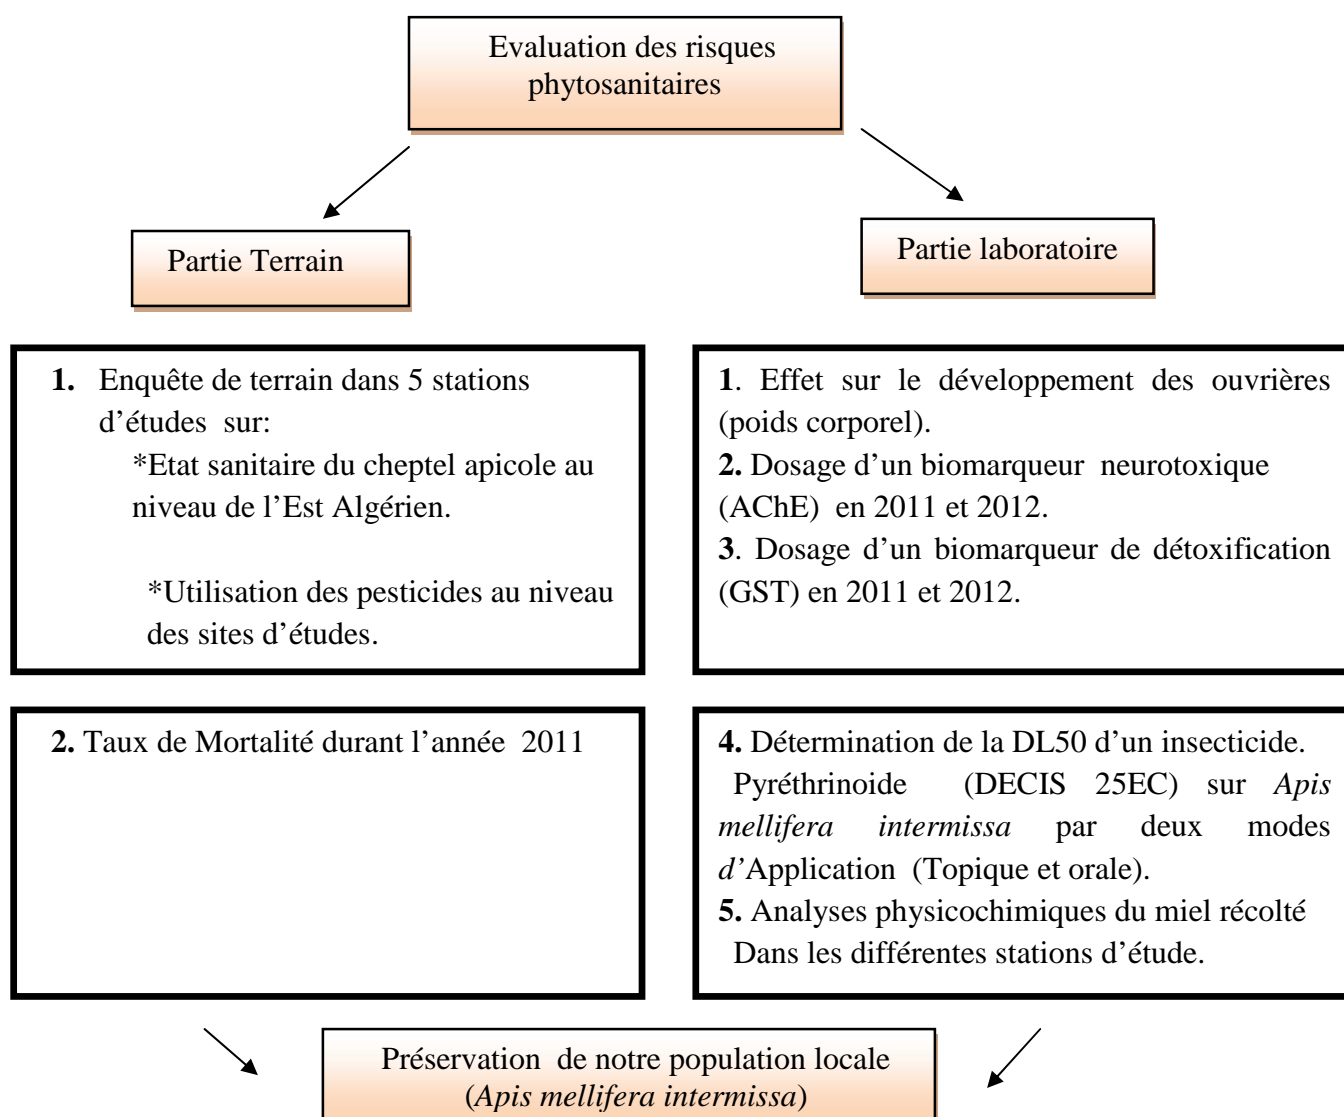 Evaluation des risques
phytosanitaires
Partie Terrain
Partie laboratoire
1. Enquête de terrain dans 5 stations
d’études sur:
*Etat sanitaire du cheptel apicole au
niveau de l’Est Algérien.
*Utilisation des pesticides au niveau
des sites d’études.
1. Effet sur le développement des ouvrières
(poids corporel).
2. Dosage d’un biomarqueur neurotoxique
(AChE) en 2011 et 2012.
3. Dosage d’un biomarqueur de détoxification
(GST) en 2011 et 2012.
2. Taux de Mortalité durant l’année 2011
4. Détermination de la DL50 d’un insecticide.
Pyréthrinoide (DECIS 25EC) sur Apis
mellifera intermissa par deux modes
d’Application (Topique et orale).
5. Analyses physicochimiques du miel récolté
Dans les différentes stations d’étude.
Préservation de notre population locale
(Apis mellifera intermissa)